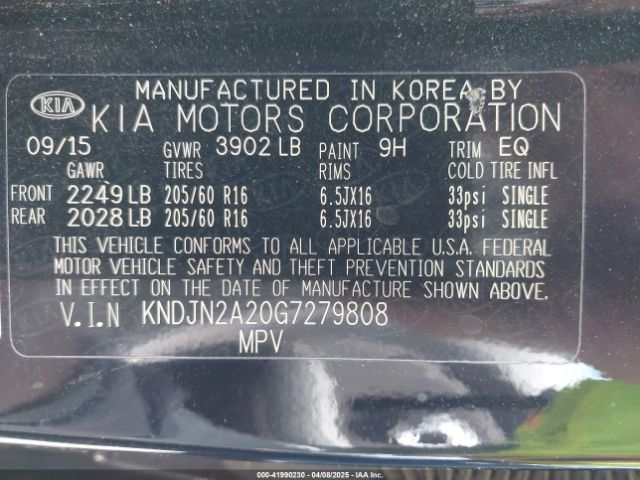 MANUFACTURED IN KOREA BY
KIA KIA MOTORS CORPORATION
09/15 GVWR 3902 LB PAINT 9H TRIM EQ
GAWR TIRES RIMS COLD TIRE INFL
FRONT 2249 LB 205/60 R16 6.5JX16 33psi SINGLE
REAR 2028 LB 205/60 R16 6.5JX16 33psi SINGLE
THIS VEHICLE CONFORMS TO ALL APPLICABLE U.S.A. FEDERAL
MOTOR VEHICLE SAFETY AND THEFT PREVENTION STANDARDS
IN EFFECT ON THE DATE OF MANUFACTURE SHOWN ABOVE.
V.I.N KNDJN2A20G7279808
MPV
000-41990230 - 04/08/2025 - IAAI.com